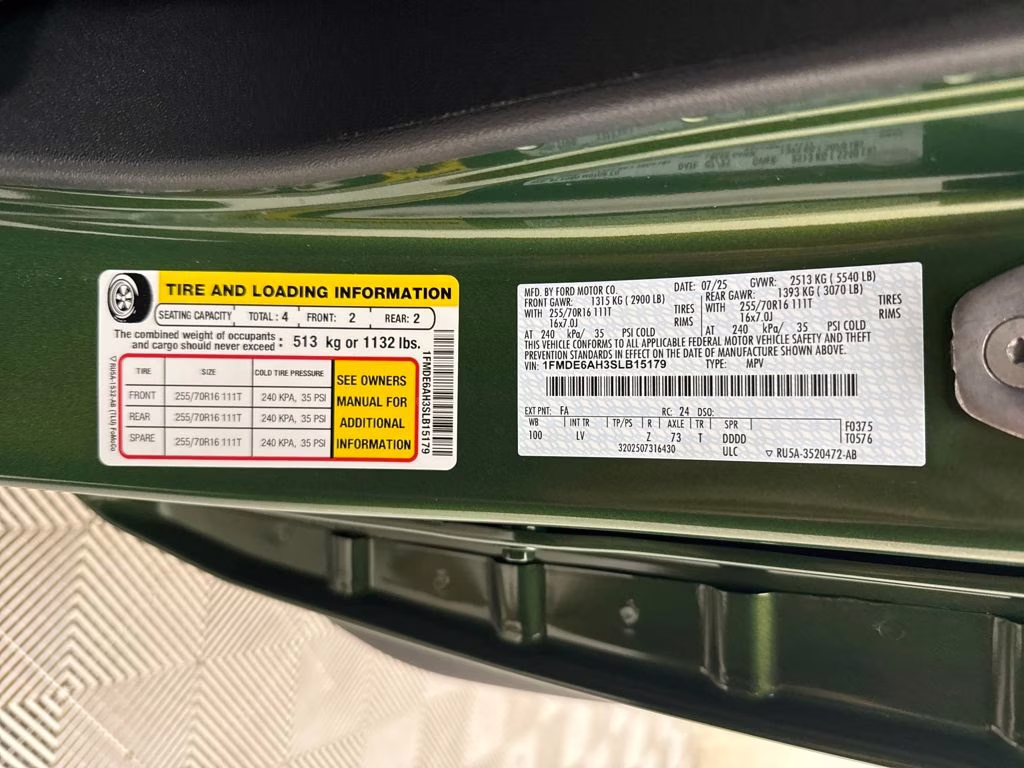 TIRE AND LOADING INFORMATION
SEATING CAPACITY TOTAL: 4 FRONT: 2 REAR: 2
The combined weight of occupants and cargo should never exceed : 513 kg or 1132 lbs.
TIRE SIZE COLD TIRE PRESSURE
FRONT 255/70R16 111T 240 KPA, 35 PSI
REAR 255/70R16 111T 240 KPA, 35 PSI
SPARE 255/70R16 111T 240 KPA, 35 PSI
SEE OWNERS
MANUAL FOR
ADDITIONAL
INFORMATION
1FMDE6AH3SLB15179
MFD. BY FORD MOTOR CO. DATE: 07/25 GVWR: 2513 KG ( 5540 LB)
FRONT GAWR: 1315 KG ( 2900 LB) REAR GAWR: 1393 KG ( 3070 LB)
WITH 255/70R16 111T TIRES WITH 255/70R16 111T TIRES
16x7.0J RIMS 16x7.0J RIMS
AT 240 kPa/ 35 PSI COLD AT 240 kPa/ 35 PSI COLD
THIS VEHICLE CONFORMS TO ALL APPLICABLE FEDERAL MOTOR VEHICLE SAFETY AND THEFT
PREVENTION STANDARDS IN EFFECT ON THE DATE OF MANUFACTURE SHOWN ABOVE.
VIN: 1FMDE6AH3SLB15179 TYPE: MPV
EXT PNT: FA RC: 24 DSO:
WB INT TR TP/PS R AXLE TR SPR F0375
100 LV Z 73 T DDDD T0576
3202507316430 ULC ▽ RU5A-3520472-AB